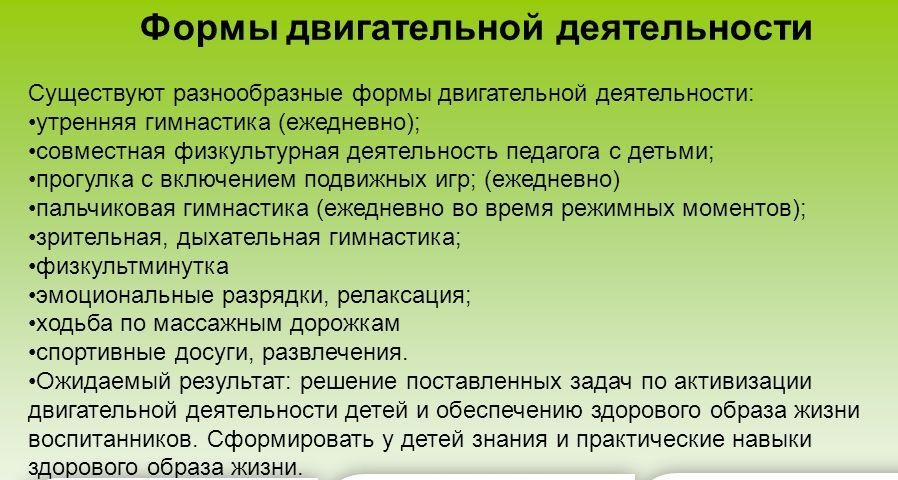 Формы двигательной деятельности
Существуют разнообразные формы двигательной деятельности:
•утренняя гимнастика (ежедневно);
•совместная физкультурная деятельность педагога с детьми;
•прогулка с включением подвижных игр; (ежедневно)
•пальчиковая гимнастика (ежедневно во время режимных моментов);
•зрительная, дыхательная гимнастика;
•физкультминутка
•эмоциональные разрядки, релаксация;
•ходьба по массажным дорожкам
•спортивные досуги, развлечения.
•Ожидаемый результат: решение поставленных задач по активизации
двигательной деятельности детей и обеспечению здорового образа жизни
воспитанников. Сформировать у детей знания и практические навыки
здорового образа жизни.